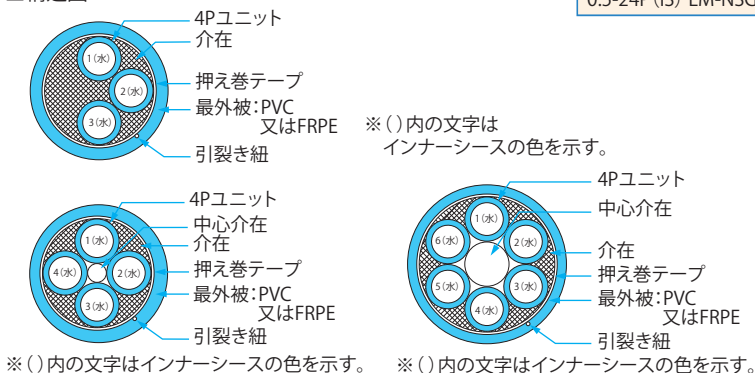 0.5-24P (IS) EM-NSG
4Pユニット
介在
押え巻テープ
最外被:PVC
又はFRPE
引裂き紐
1(水)
2(水)
3(水)
※( )内の文字は
インナーシースの色を示す。
4Pユニット
中心介在
介在
押え巻テープ
最外被:PVC
又はFRPE
引裂き紐
1(水)
2(水)
3(水)
4(水)
※( )内の文字はインナーシースの色を示す。
4Pユニット
中心介在
介在
押え巻テープ
最外被:PVC
又はFRPE
引裂き紐
1(水)
2(水)
3(水)
4(水)
5(水)
6(水)
※( )内の文字はインナーシースの色を示す。